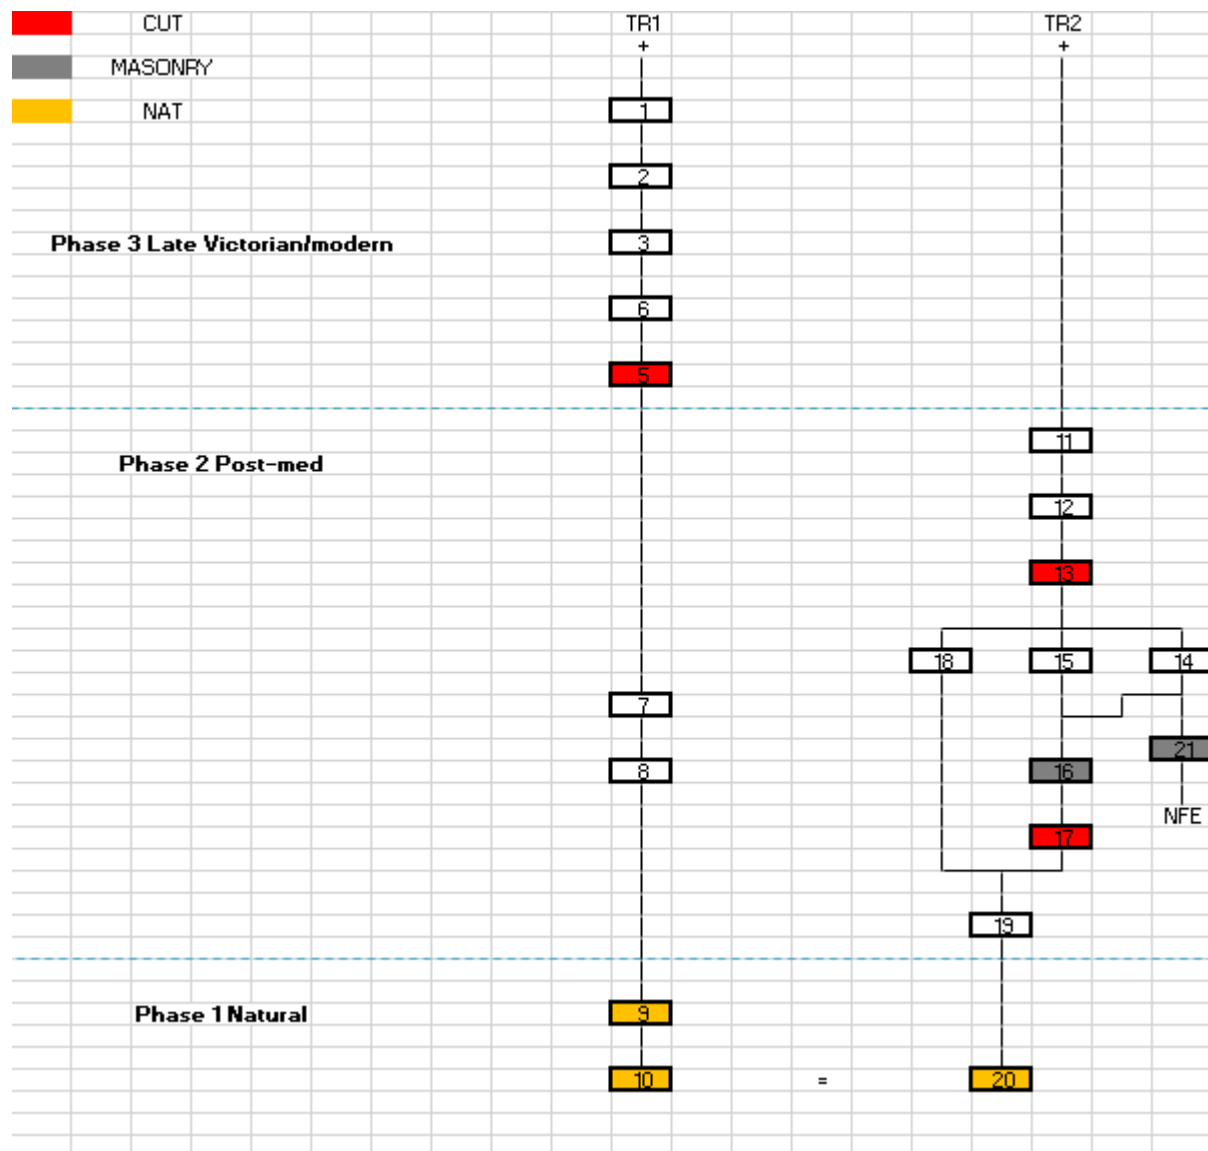 CUT TR1 TR2
+ +
MASONRY
NAT 1
2
Phase 3 Late Victorian/modern 3
6
5
11
Phase 2 Post-med
12
13
18 15 14
7
21
8 16
NFE
17
19
Phase 1 Natural 9
10 = 20